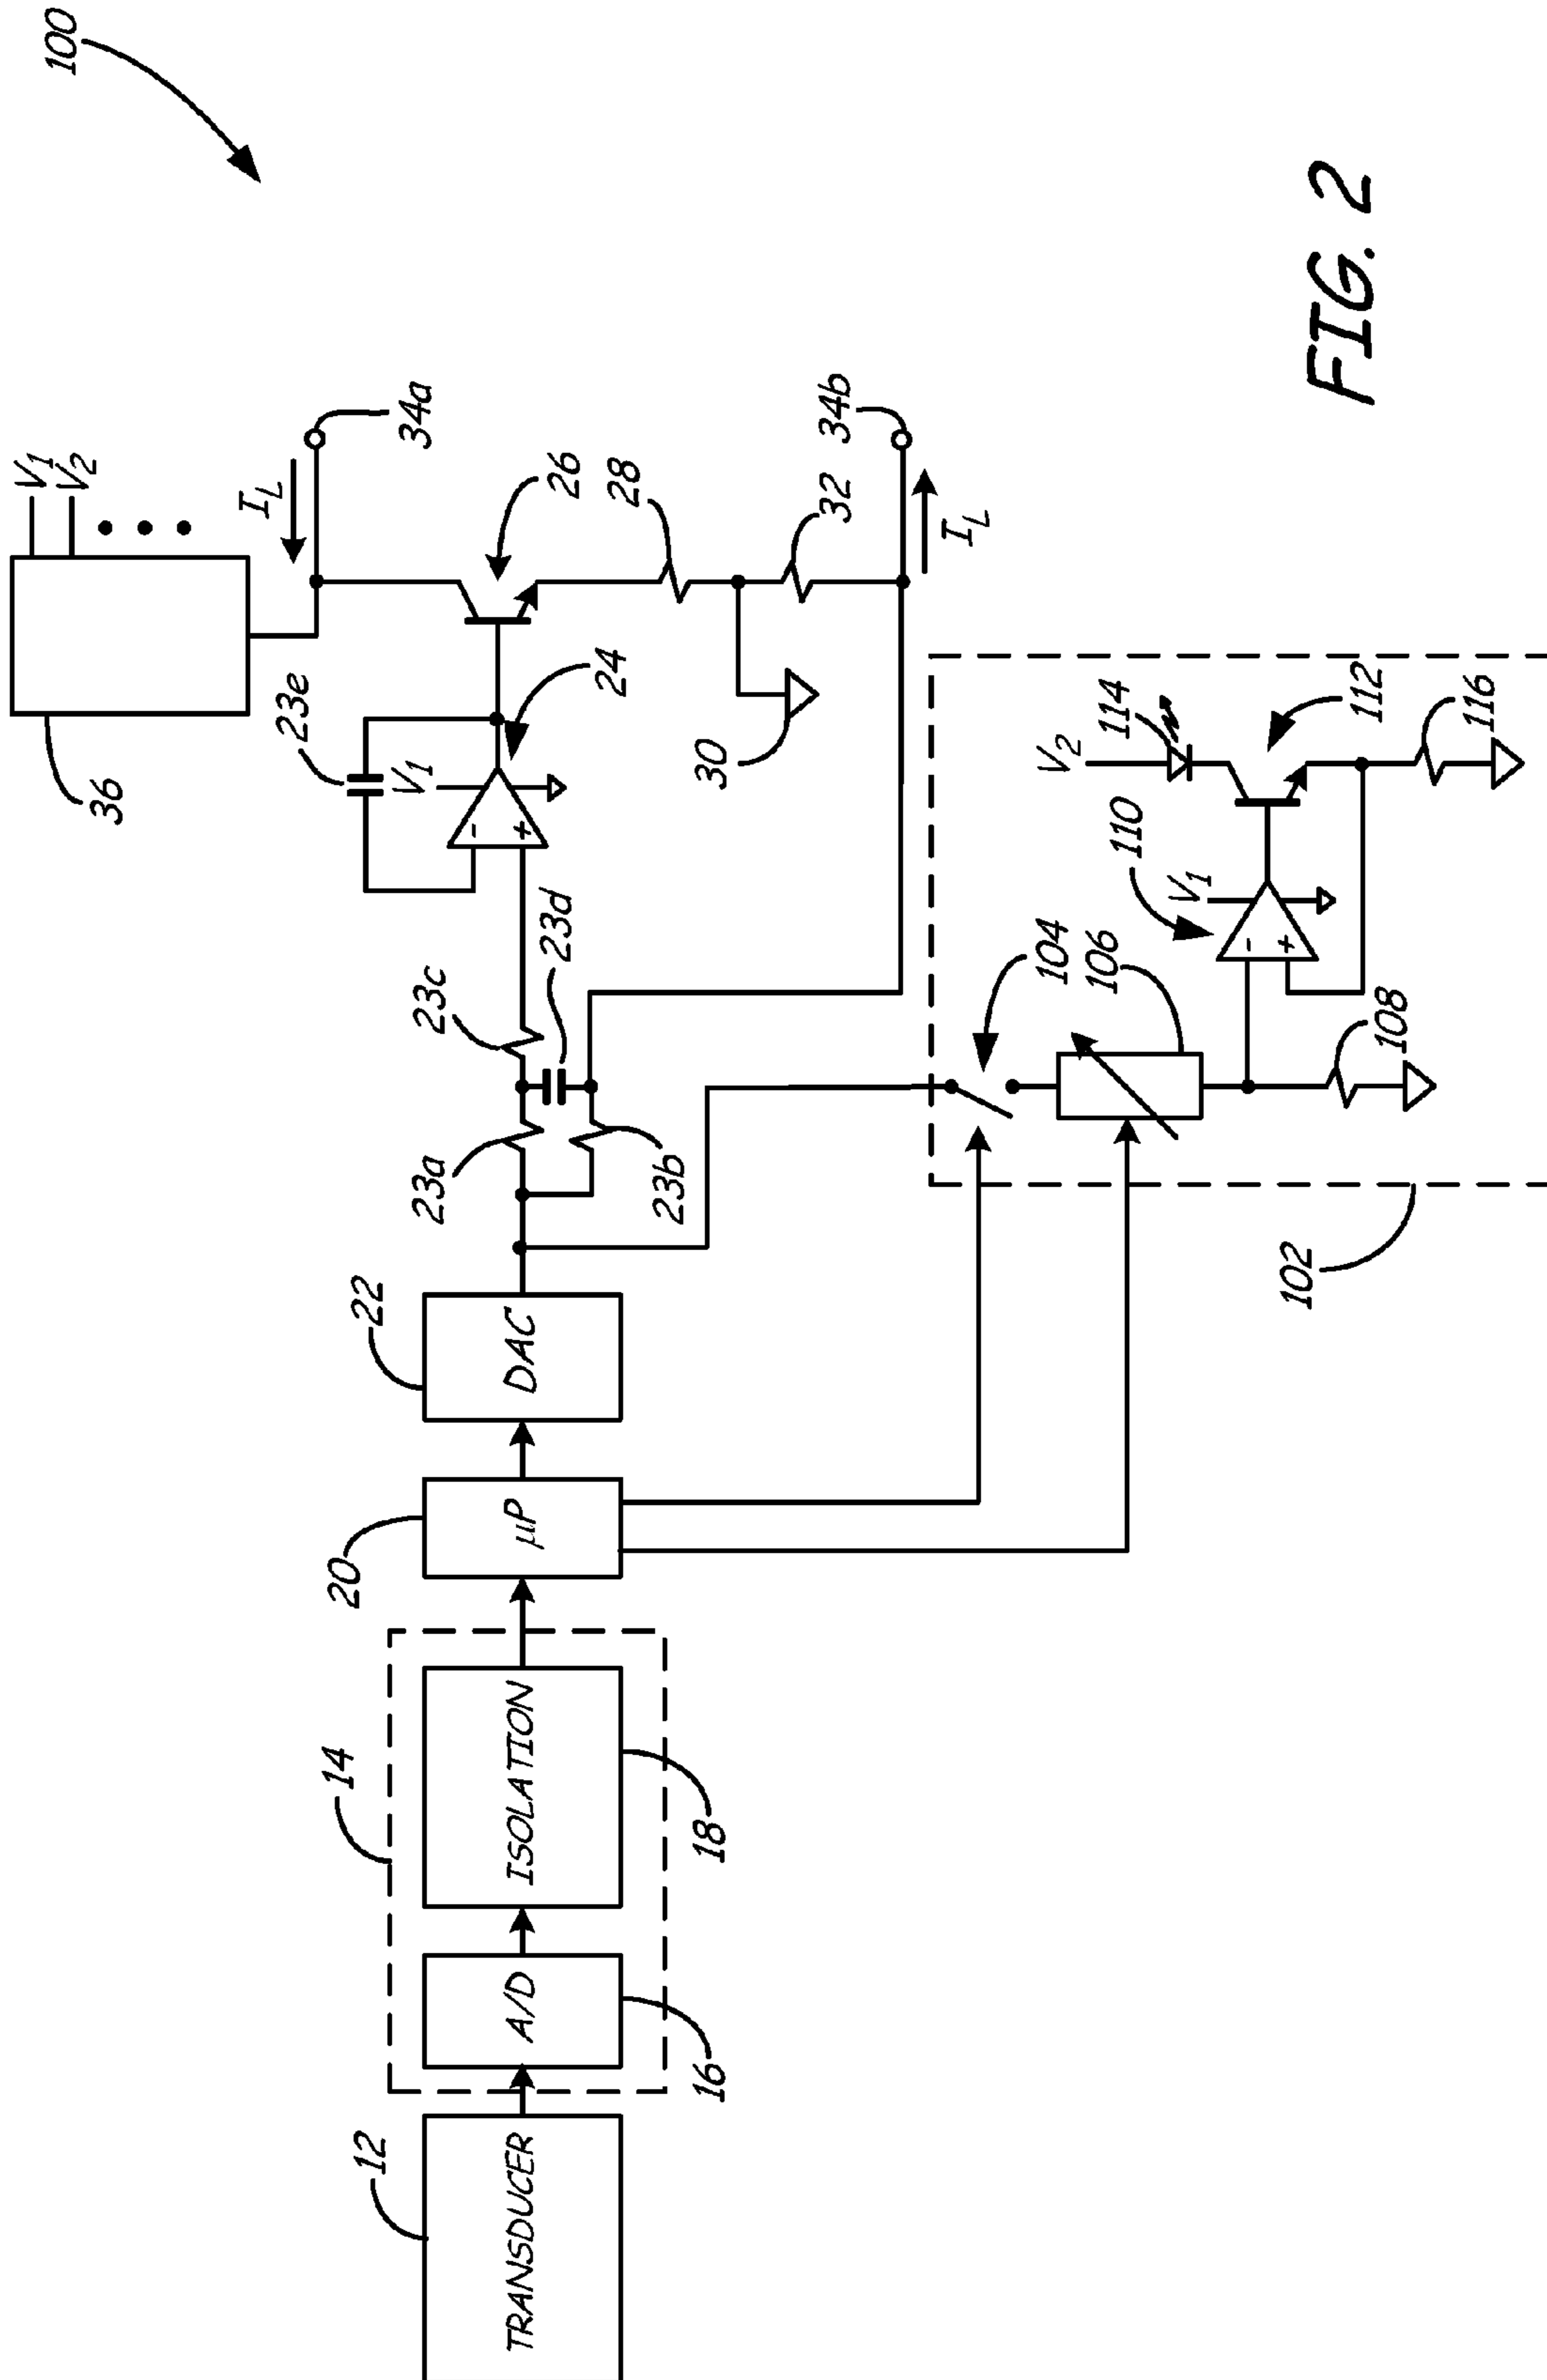 100
36
V1
V2
IL
34a
23e
V1
24
26
28
30
32
34b
IL
12
TRANSDUCER
14
A/D
16
ISOLATION
18
20
µP
22
DAC
23a
23b
23c
23d
102
104
106
108
110
V1
-
+
-
+
V2
114
112
116
FIG. 2